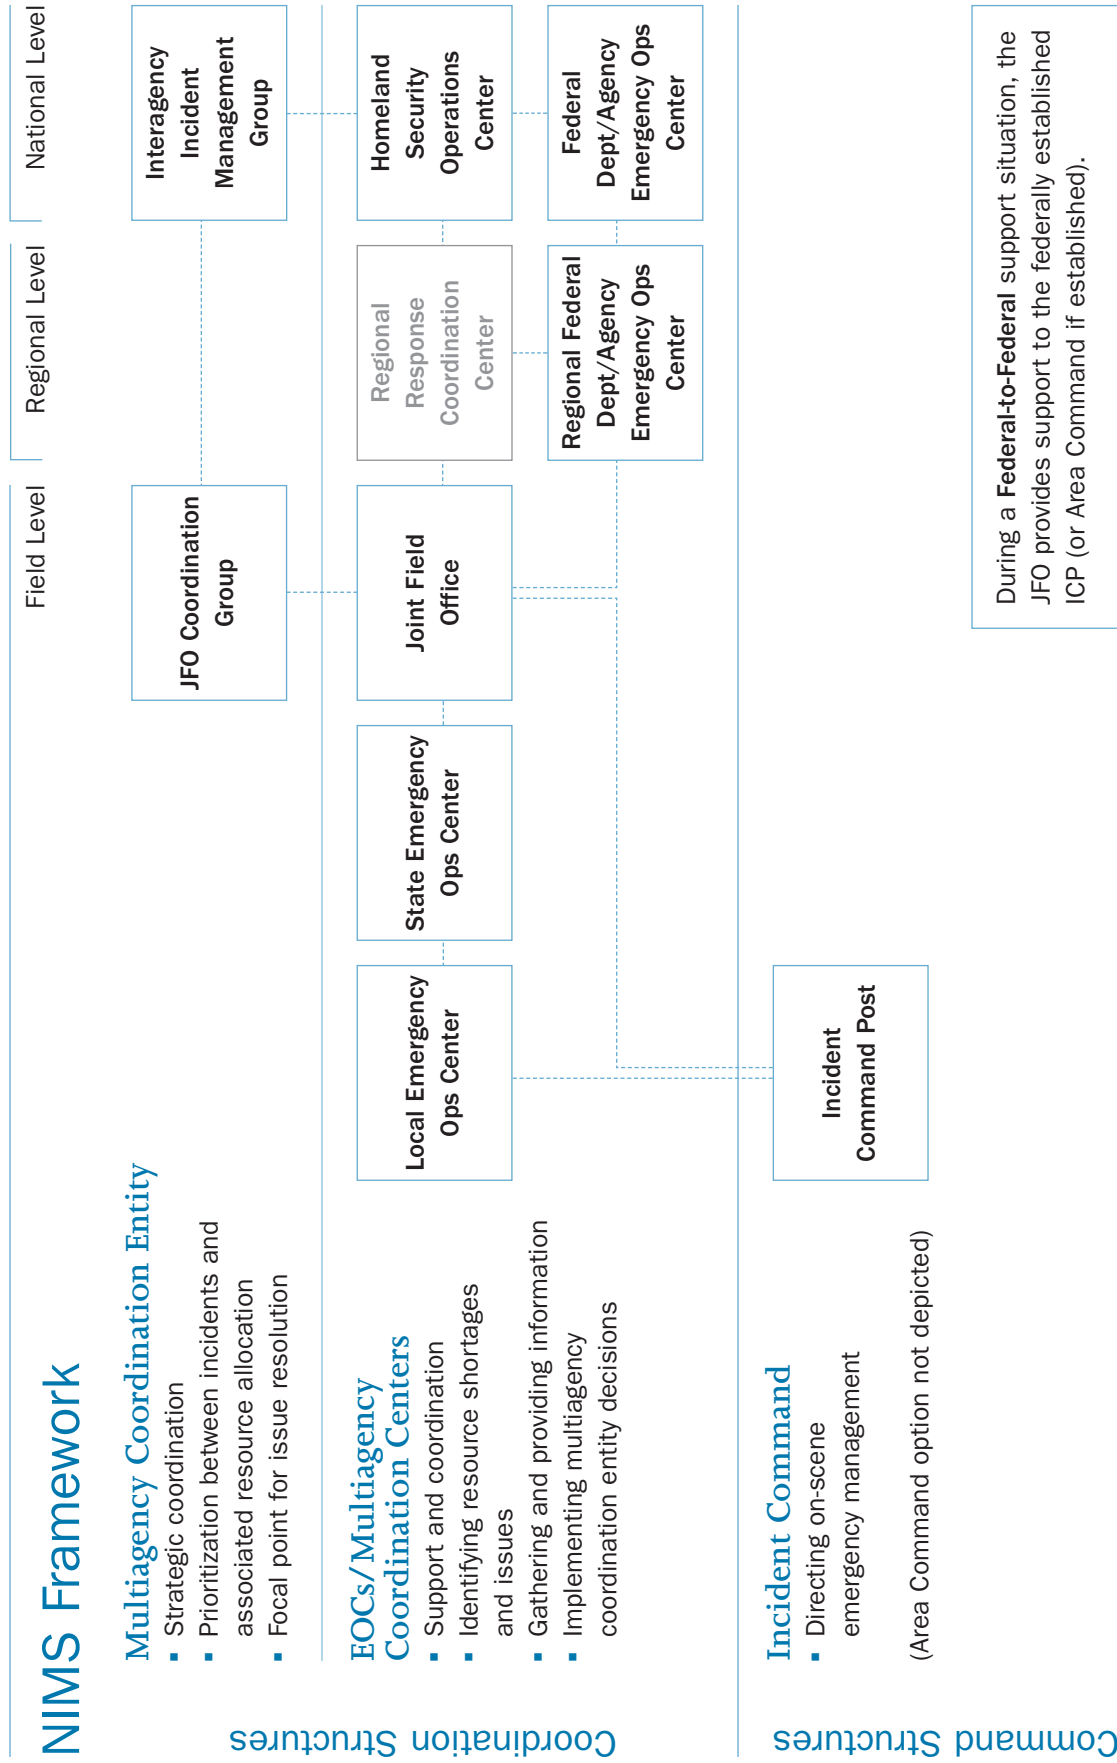 NIMS Framework
Field Level
Regional Level
National Level
Coordination Structures
Multiagency Coordination Entity
▪ Strategic coordination
▪ Prioritization between incidents and
associated resource allocation
▪ Focal point for issue resolution
JFO Coordination
Group
Interagency
Incident
Management
Group
EOCs/Multiagency
Coordination Centers
▪ Support and coordination
▪ Identifying resource shortages
and issues
▪ Gathering and providing information
▪ Implementing multiagency
coordination entity decisions
Local Emergency
Ops Center
State Emergency
Ops Center
Joint Field
Office
Regional
Response
Coordination
Center
Homeland
Security
Operations
Center
Regional Federal
Dept/Agency
Emergency Ops
Center
Federal
Dept/Agency
Emergency Ops
Center
Command Structures
Incident Command
▪ Directing on-scene
emergency management
(Area Command option not depicted)
Incident
Command Post
During a Federal-to-Federal support situation, the
JFO provides support to the federally established
ICP (or Area Command if established).